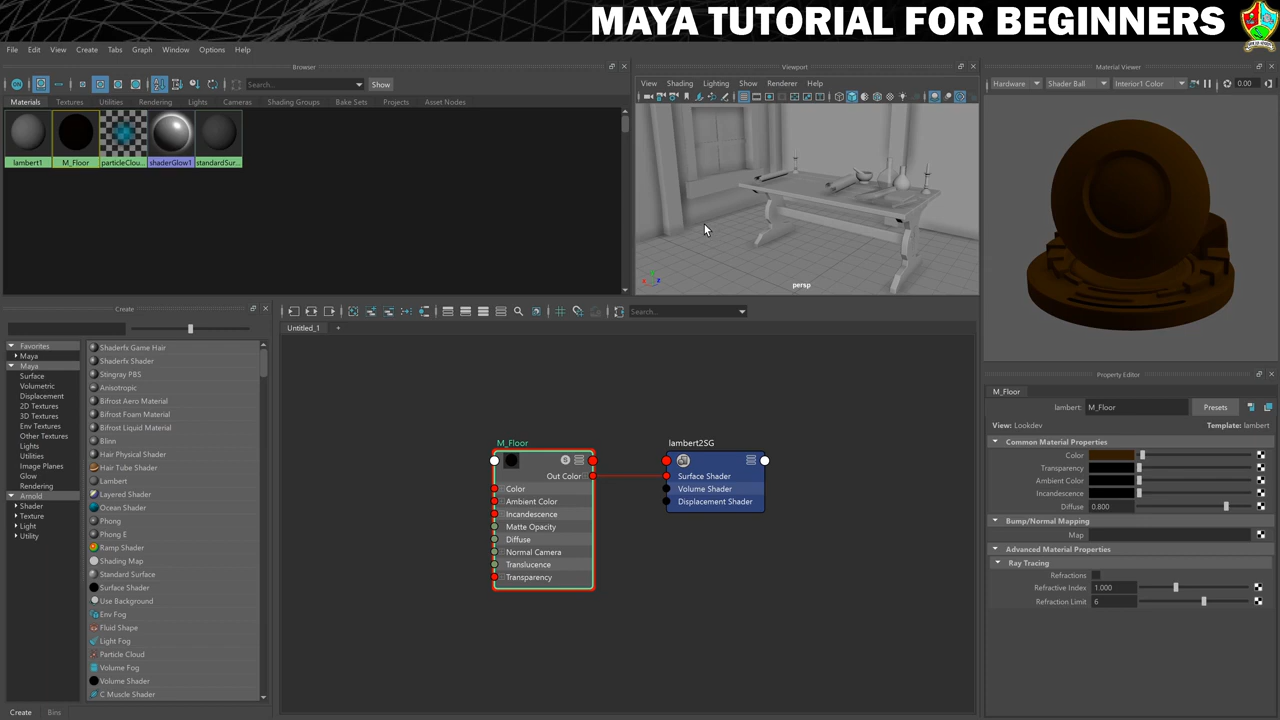 MAYA TUTORIAL FOR BEGINNERS
File Edit View Create Tabs Graph Window Options Help
Browser
Search...
Show
Materials Textures Utilities Rendering Lights Cameras Shading Groups Bake Sets Projects Asset Nodes
lambert1 M_Floor particleClou... shaderGlow1 standardSur...
Viewport
View Shading Lighting Show Renderer Help
persp
Material Viewer
Hardware Shader Ball Interior1 Color 0.00
Create
Favorites
Maya
Maya
Surface
Volumetric
Displacement
2D Textures
3D Textures
Env Textures
Other Textures
Lights
Utilities
Image Planes
Glow
Rendering
Arnold
Shader
Texture
Light
Utility
Shaderfx Game Hair
Shaderfx Shader
Stingray PBS
Anisotropic
Bifrost Aero Material
Bifrost Foam Material
Bifrost Liquid Material
Blinn
Hair Physical Shader
Hair Tube Shader
Lambert
Layered Shader
Ocean Shader
Phong
Phong E
Ramp Shader
Shading Map
Standard Surface
Surface Shader
Use Background
Env Fog
Fluid Shape
Light Fog
Particle Cloud
Volume Fog
Volume Shader
C Muscle Shader
Create Bins
Search...
Untitled_1 +
M_Floor
S
Out Color
Color
Ambient Color
Incandescence
Matte Opacity
Diffuse
Normal Camera
Translucence
Transparency
lambert2SG
Surface Shader
Volume Shader
Displacement Shader
Property Editor
M_Floor
lambert: M_Floor Presets
View: Lookdev Template: lambert
Common Material Properties
Color
Transparency
Ambient Color
Incandescence
Diffuse 0.800
Bump/Normal Mapping
Map
Advanced Material Properties
Ray Tracing
Refractions
Refractive Index 1.000
Refraction Limit 6